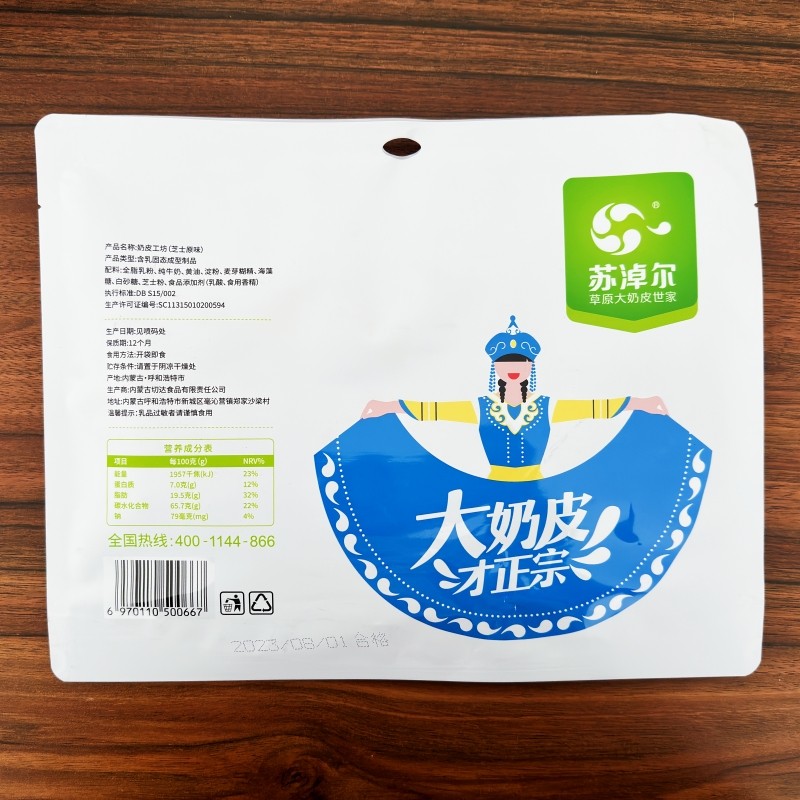 产品名称:奶皮工坊(芝士原味)
产品类型:含乳固态成型制品
配料:全脂乳粉、纯牛奶、黄油、淀粉、麦芽糊精、海藻
糖、白砂糖、芝士粉、食品添加剂(乳酸、食用香精)
执行标准:DB S15/002
生产许可证编号:SC11315010200594
生产日期:见喷码处
保质期:12个月
食用方法:开袋即食
贮存条件:请置于阴凉干燥处
产地:内蒙古·呼和浩特市
生产商:内蒙古切达食品有限责任公司
地址:内蒙古呼和浩特市新城区毫沁营镇郑家沙梁村
温馨提示:乳品过敏者请谨慎食用
营养成分表
项目 每100克(g) NRV%
能量 1957千焦(kJ) 23%
蛋白质 7.0克(g) 12%
脂肪 19.5克(g) 32%
碳水化合物 65.7克(g) 22%
钠 79毫克(mg) 4%
全国热线:400-1144-866
6 970110 500667
2023/08/01 合格
®
苏淖尔
草原大奶皮世家
大奶皮
才正宗